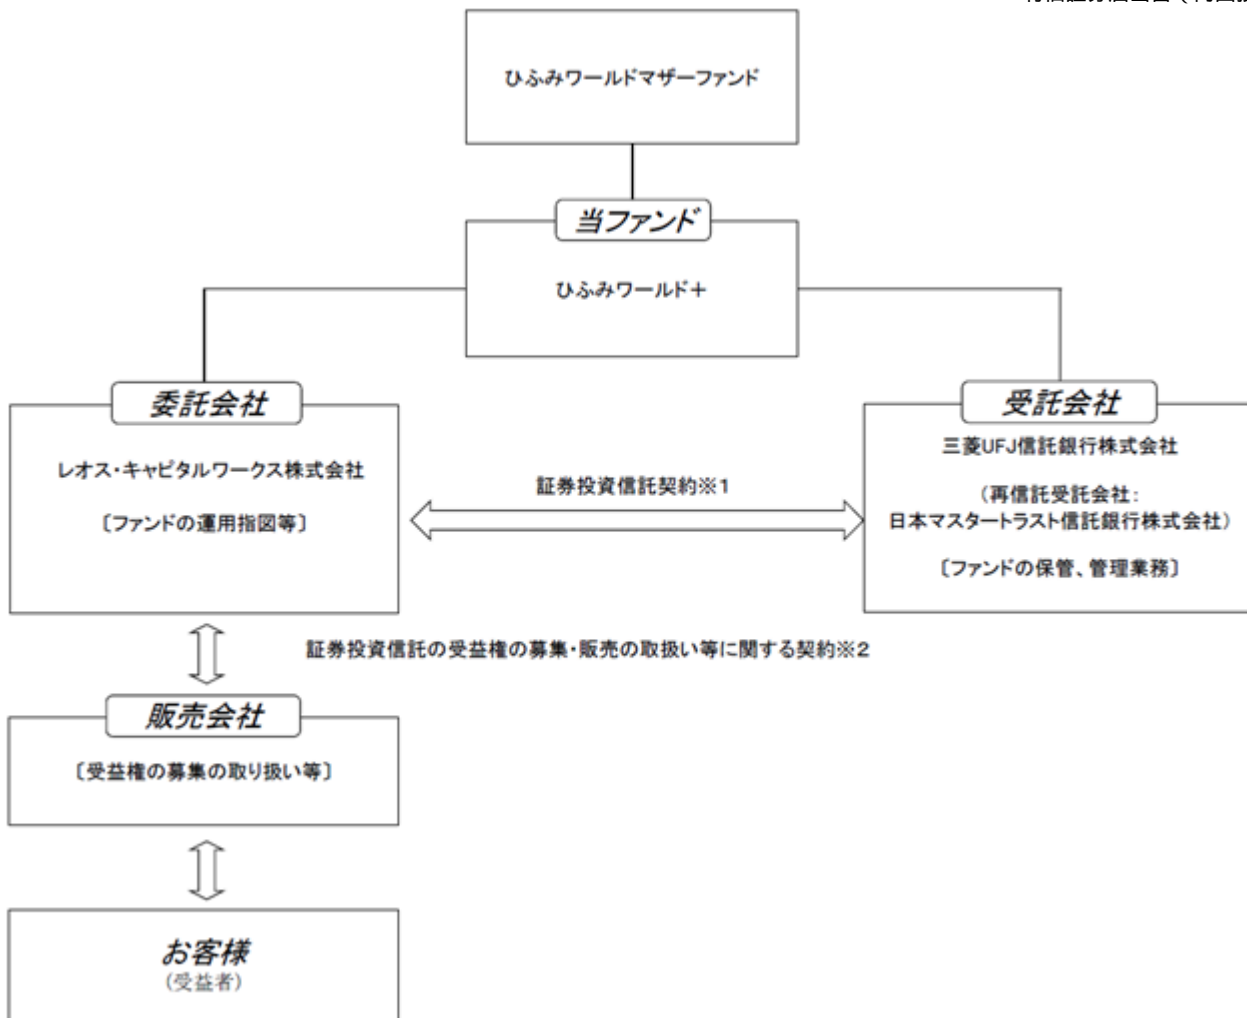 ひふみワールドマザーファンド
当ファンド
ひふみワールド＋
委託会社
レオス・キャピタルワークス株式会社
〔ファンドの運用指図等〕
証券投資信託契約※1
受託会社
三菱UFJ信託銀行株式会社
（再信託受託会社：
日本マスタートラスト信託銀行株式会社）
〔ファンドの保管、管理業務〕
証券投資信託の受益権の募集・販売の取扱い等に関する契約※2
販売会社
〔受益権の募集の取り扱い等〕
お客様
（受益者）